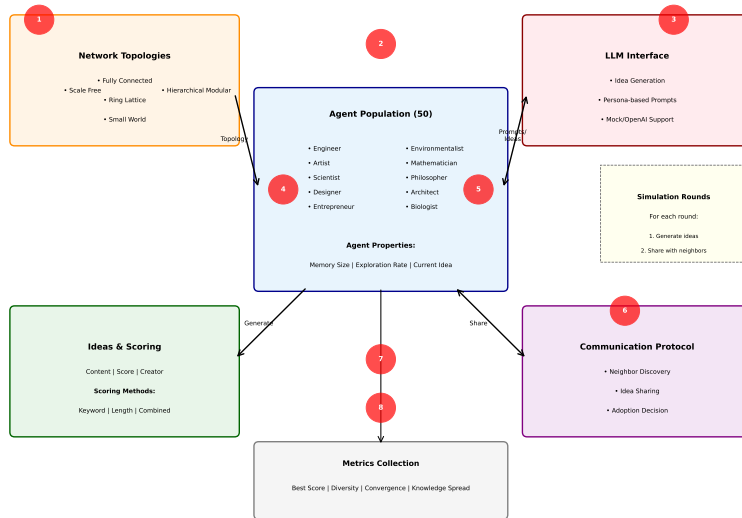 1
Network Topologies
• Fully Connected
• Scale Free
• Hierarchical Modular
• Ring Lattice
• Small World
2
3
LLM Interface
• Idea Generation
• Persona-based Prompts
• Mock/OpenAI Support
Topology
Prompts/
Ideas
Agent Population (50)
• Engineer
• Artist
• Scientist
• Designer
• Entrepreneur
• Environmentalist
• Mathematician
• Philosopher
• Architect
• Biologist
4
5
Agent Properties:
Memory Size | Exploration Rate | Current Idea
Simulation Rounds
For each round:
1. Generate ideas
2. Share with neighbors
Generate
Share
Ideas & Scoring
Content | Score | Creator
Scoring Methods:
Keyword | Length | Combined
6
Communication Protocol
• Neighbor Discovery
• Idea Sharing
• Adoption Decision
7
8
Metrics Collection
Best Score | Diversity | Convergence | Knowledge Spread